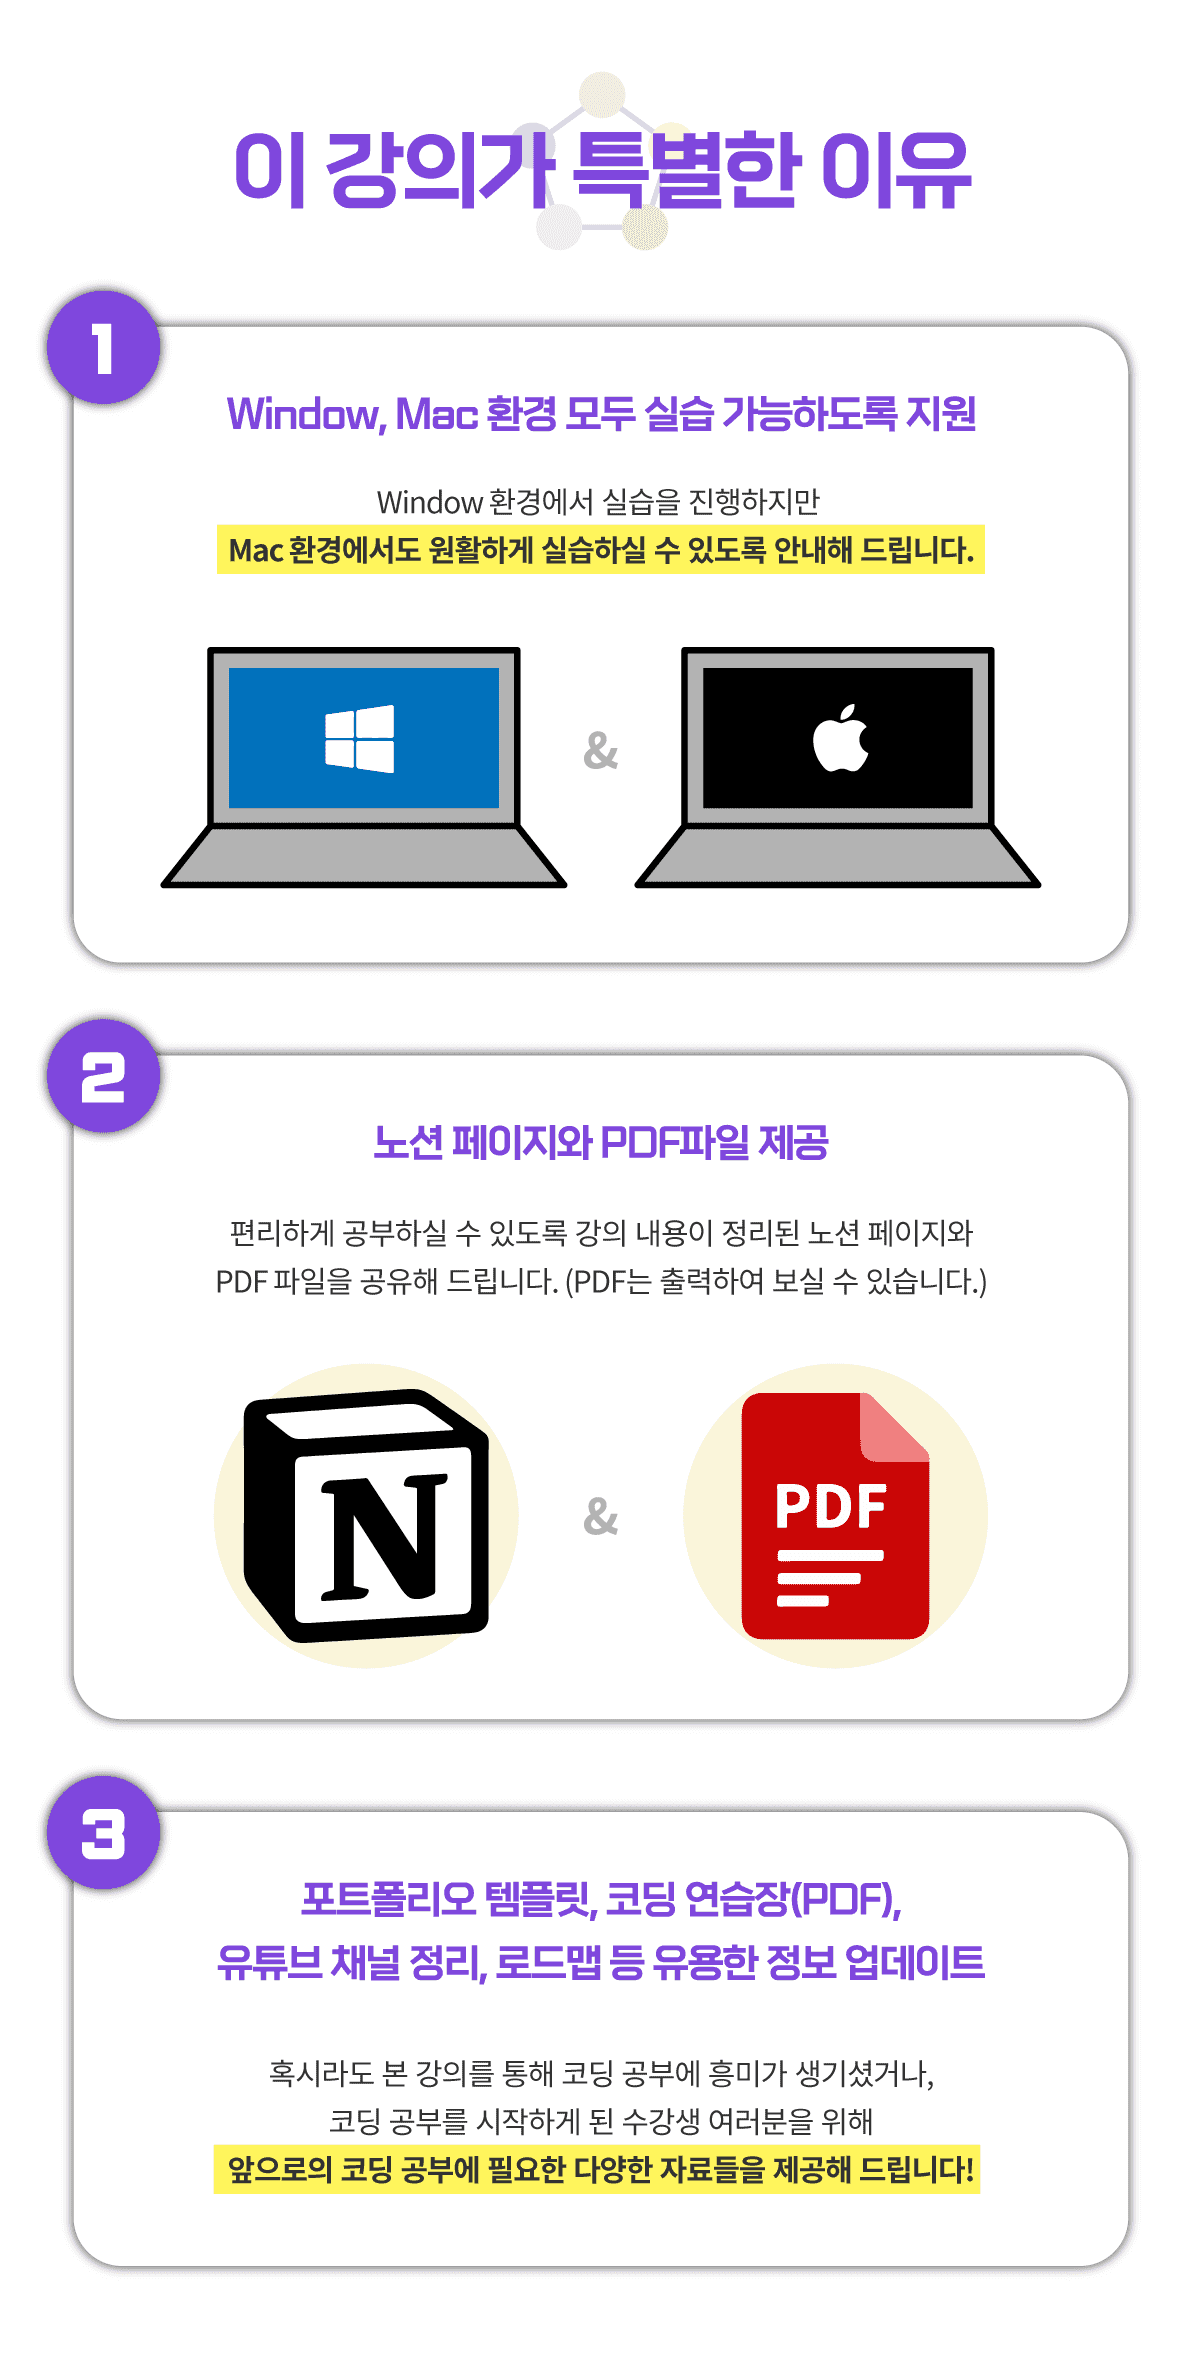 이 강의가 특별한 이유
1
Window, Mac 환경 모두 실습 가능하도록 지원
Window 환경에서 실습을 진행하지만
Mac 환경에서도 원활하게 실습하실 수 있도록 안내해 드립니다.
&
2
노션 페이지와 PDF파일 제공
편리하게 공부하실 수 있도록 강의 내용이 정리된 노션 페이지와
PDF 파일을 공유해 드립니다. (PDF는 출력하여 보실 수 있습니다.)
N
&
PDF
3
포트폴리오 템플릿, 코딩 연습장(PDF),
유튜브 채널 정리, 로드맵 등 유용한 정보 업데이트
혹시라도 본 강의를 통해 코딩 공부에 흥미가 생기셨거나,
코딩 공부를 시작하게 된 수강생 여러분을 위해
앞으로의 코딩 공부에 필요한 다양한 자료들을 제공해 드립니다!